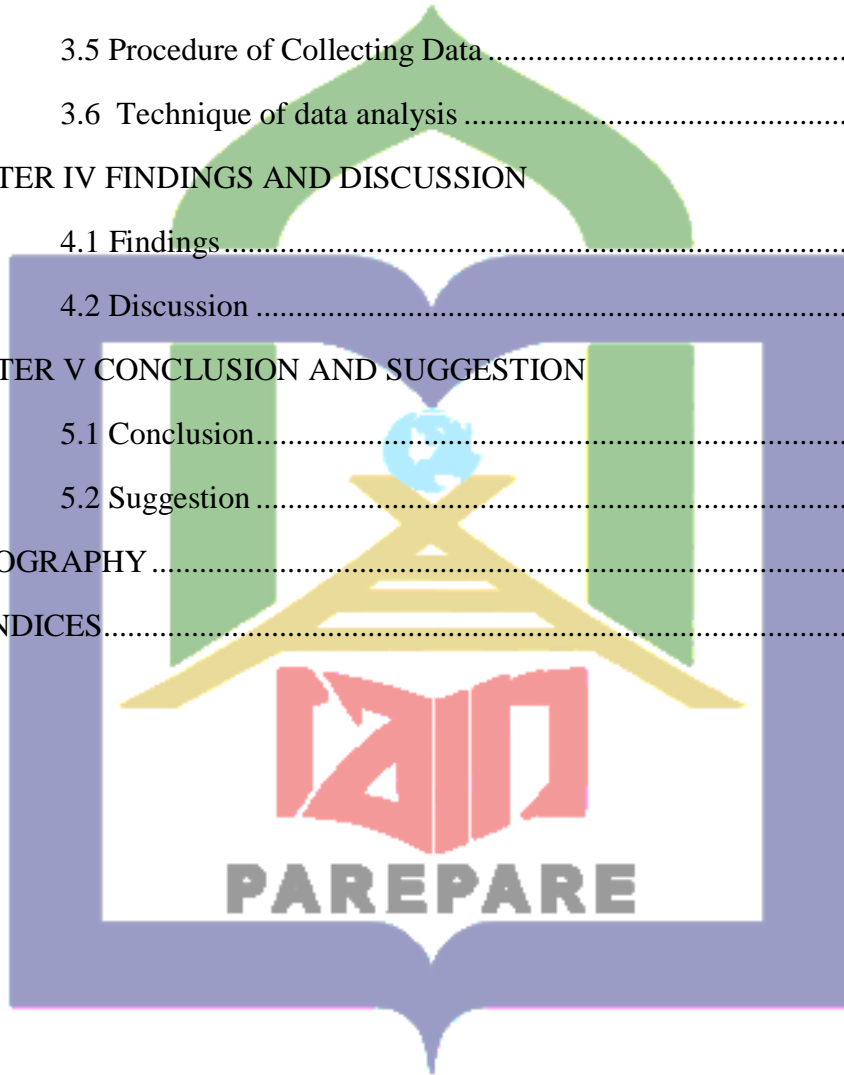 3.5 Procedure of Collecting Data ....................................................
3.6 Technique of data analysis ........................................................
TER IV FINDINGS AND DISCUSSION
4.1 Findings ....................................................................................
4.2 Discussion ................................................................................
TER V CONCLUSION AND SUGGESTION
5.1 Conclusion................................................................................
5.2 Suggestion ................................................................................
OGRAPHY ..........................................................................................
NDICES................................................................................................
iain
PAREPARE